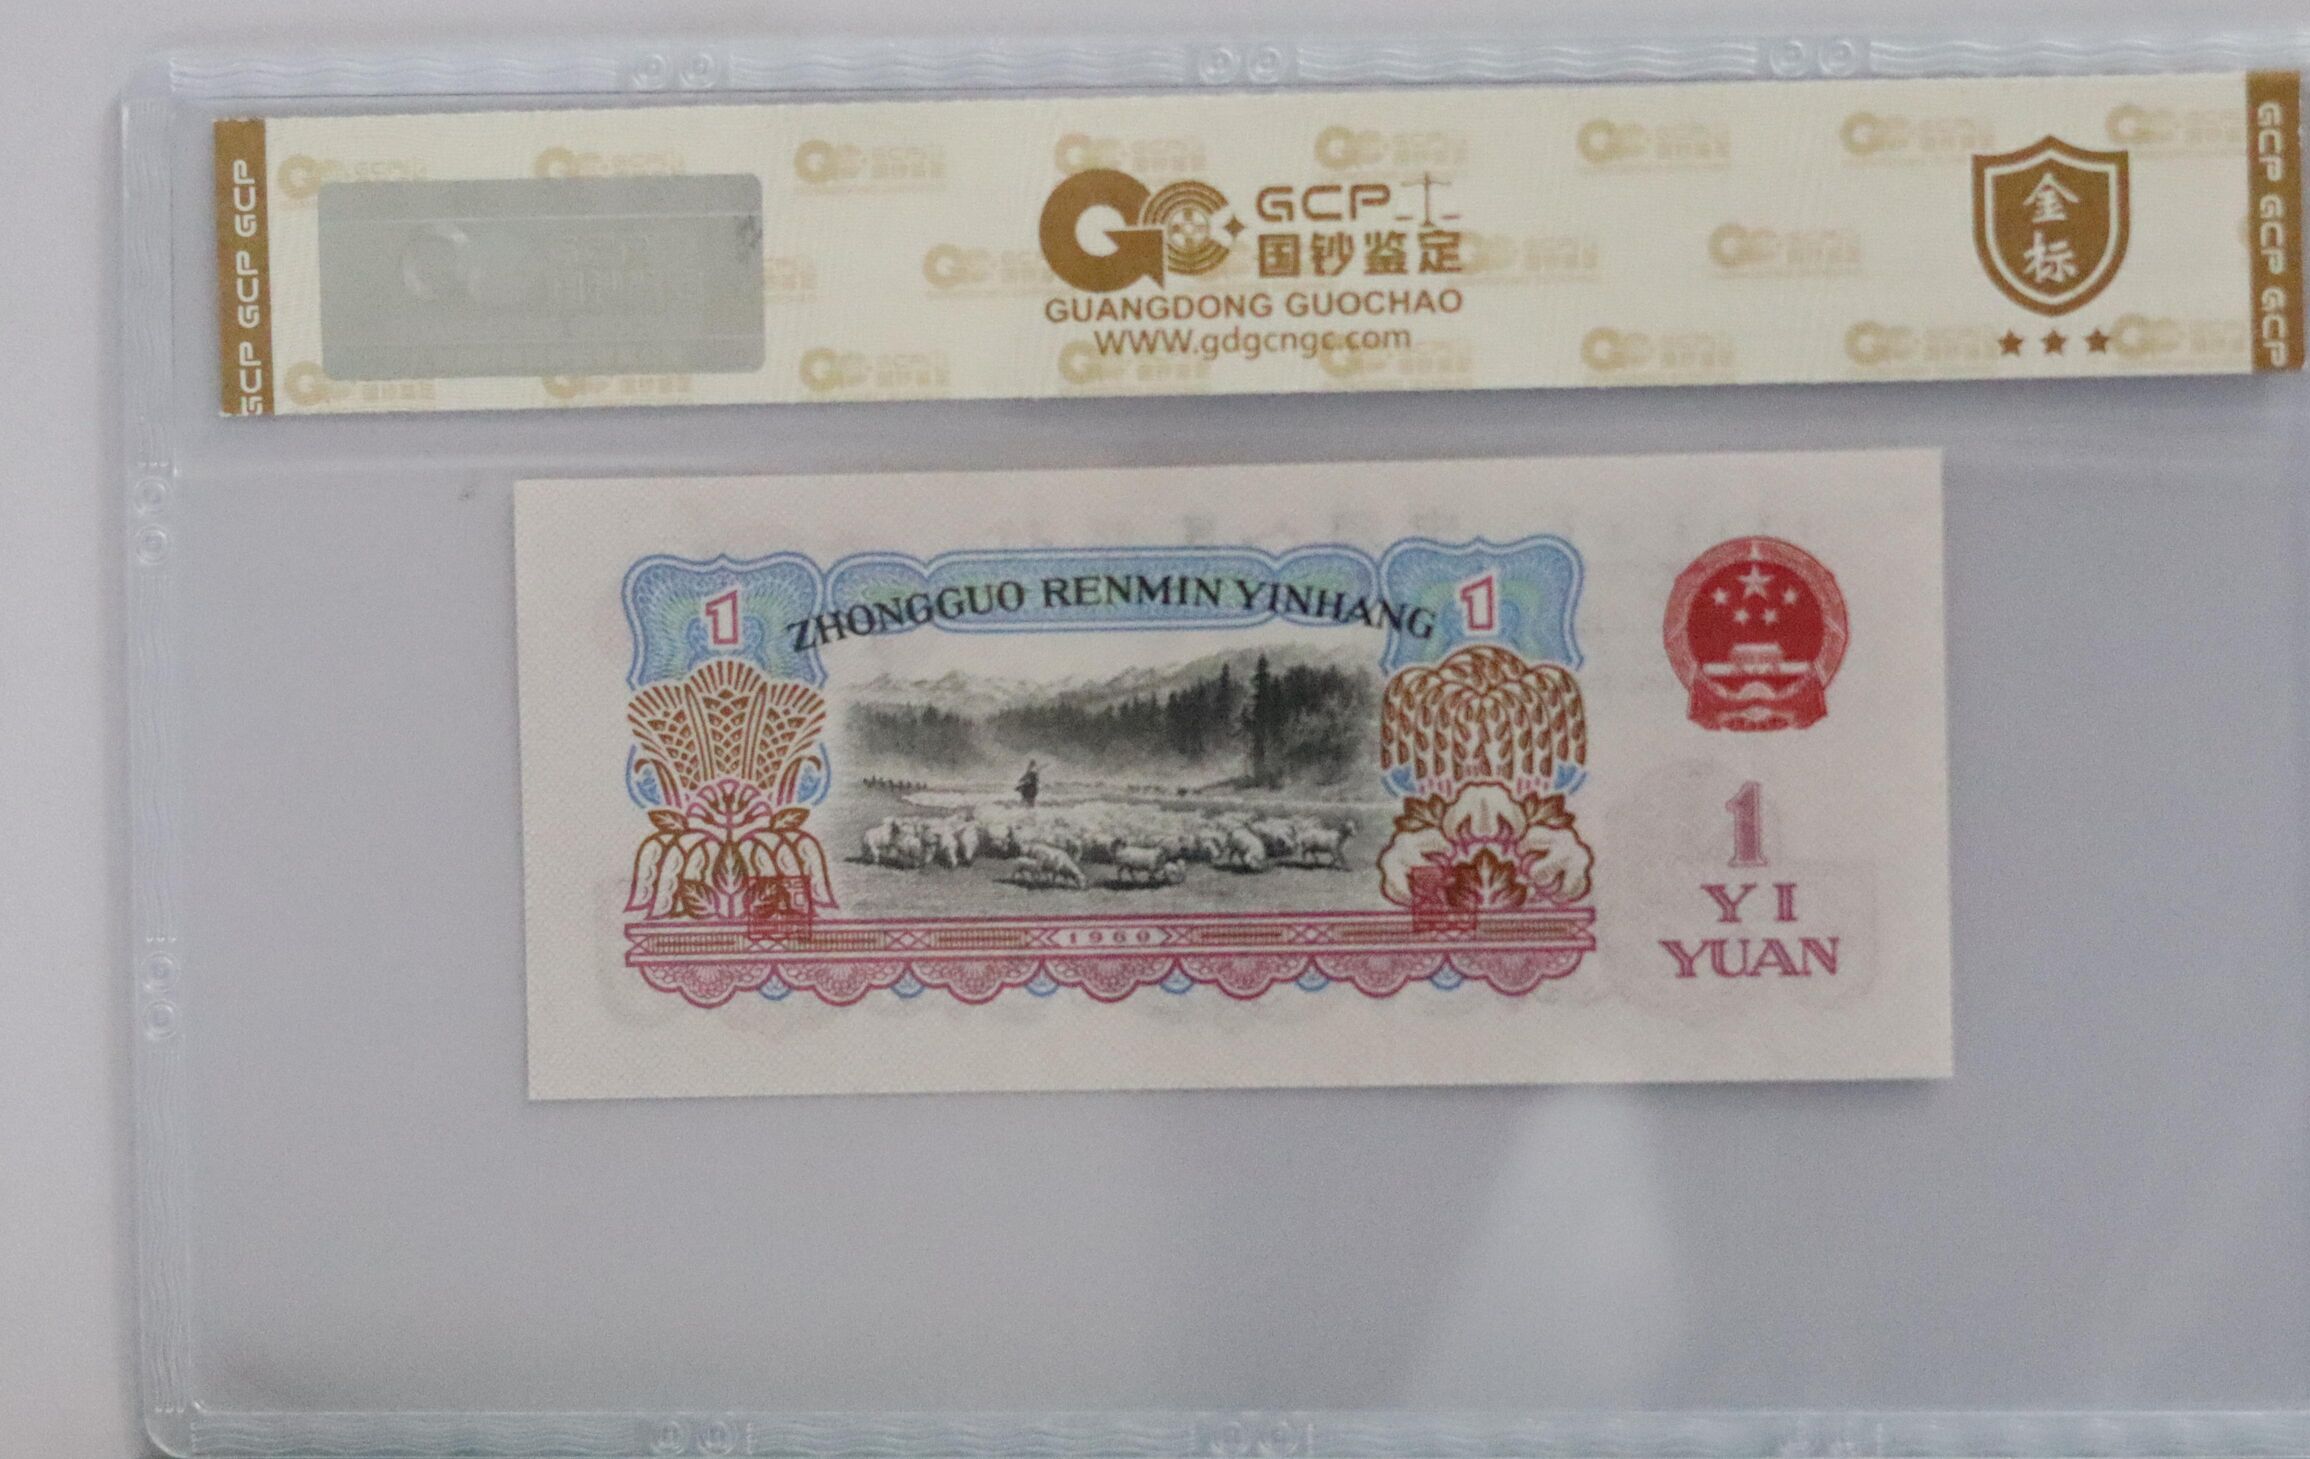 GCP GCP GCP
GCP
国钞鉴定
GUANGDONG GUOCHAO
WWW.gdgcngc.com
金
标
GCP GCP GCP
1
ZHONGGUO RENMIN YINHANG
1
1960
1
YI
YUAN